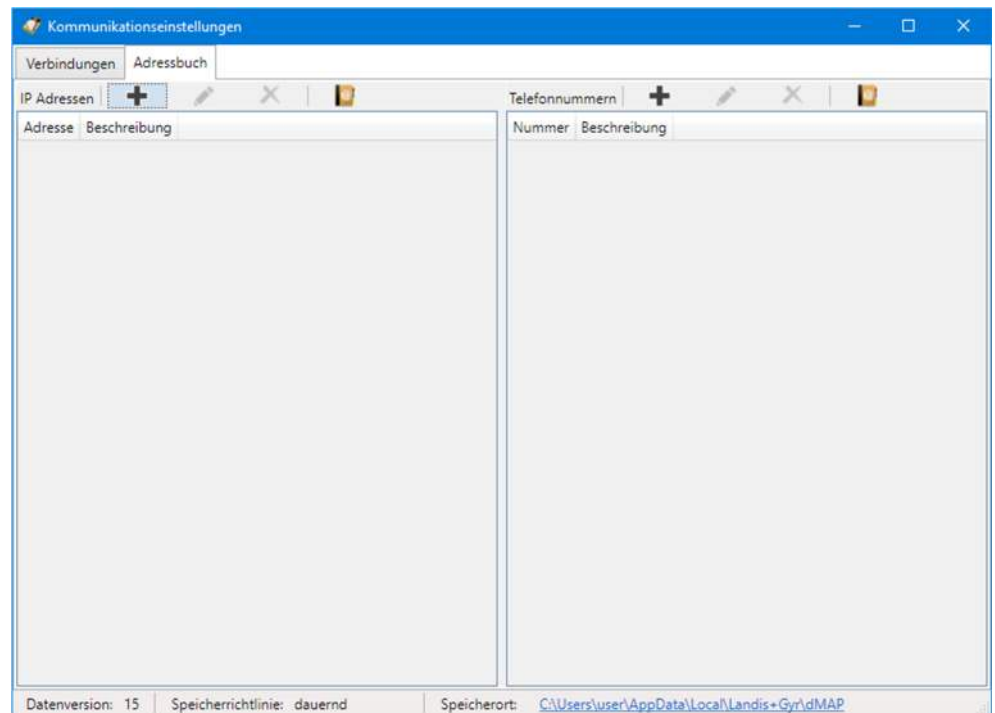 Kommunikationseinstellungen
Verbindungen Adressbuch
IP Adressen Telefonnummern
Adresse Beschreibung Nummer Beschreibung
Datenversion: 15 Speicherrichtlinie: dauernd Speicherort: C:\Users\user\AppData\Local\Landis+Gyr\dMAP